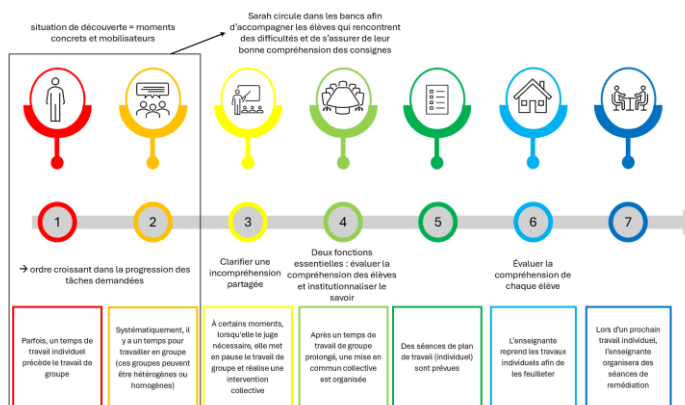 situation de découverte = moments
concrets et mobilisateurs
Sarah circule dans les bancs afin
d'accompagner les élèves qui rencontrent
des difficultés et de s'assurer de leur
bonne compréhension des consignes
1
2
3
4
5
6
7
→ ordre croissant dans la progression des
tâches demandées
Clarifier une
incompréhension
partagée
Deux fonctions
essentielles : évaluer la
compréhension des élèves
et institutionnaliser le
savoir
Évaluer la
compréhension de
chaque élève
Parfois, un temps de
travail individuel
précède le travail de
groupe
Systématiquement, il
y a un temps pour
travailler en groupe
(ces groupes peuvent
être hétérogènes ou
homogènes)
À certains moments,
lorsqu'elle le juge
nécessaire, elle met
en pause le travail de
groupe et réalise une
intervention
collective
Après un temps de
travail de groupe
prolongé, une mise en
commun collective
est organisée
Des séances de plan
de travail (individuel)
sont prévues
L'enseignante
reprend les travaux
individuels afin de
les feuilleter
Lors d'un prochain
travail individuel,
l'enseignante
organisera des
séances de
remédiation